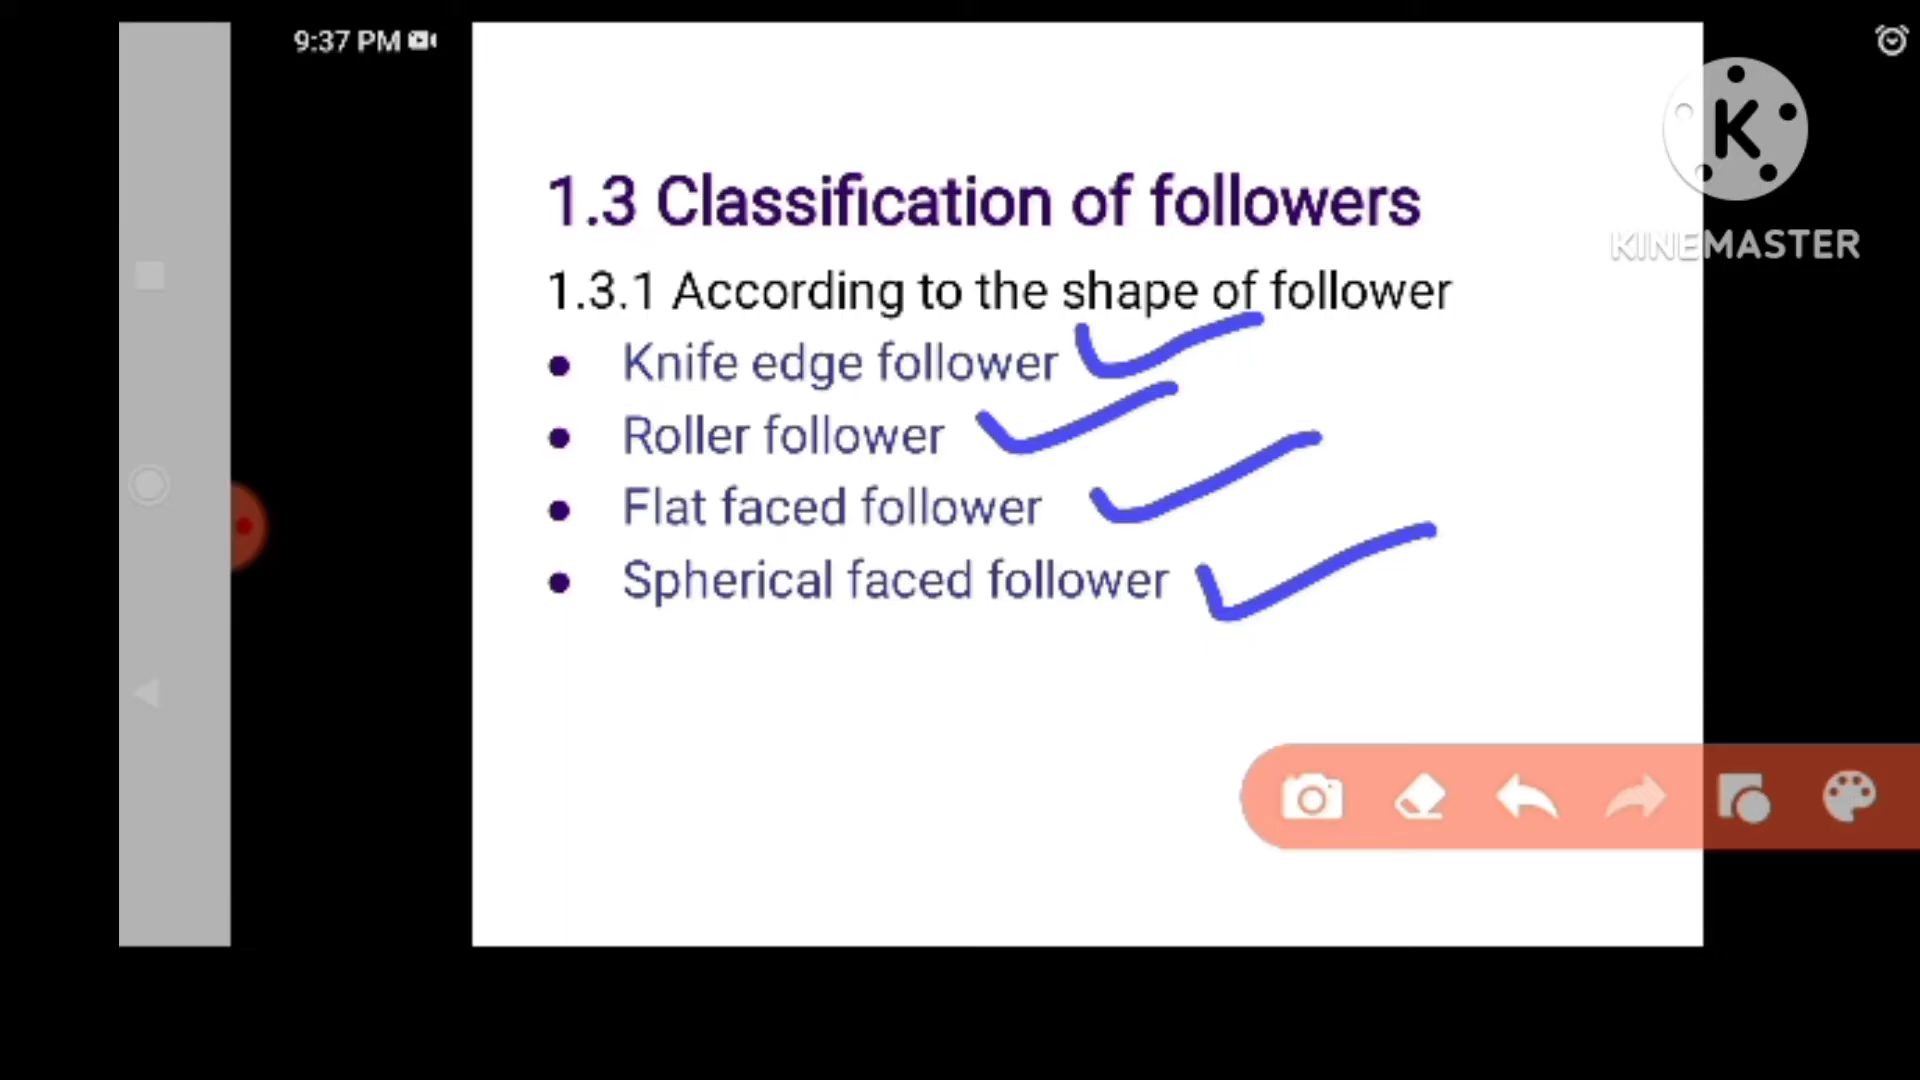 9:37 PM
K
KINEMASTER
1.3 Classification of followers
1.3.1 According to the shape of follower
• Knife edge follower
• Roller follower
• Flat faced follower
• Spherical faced follower